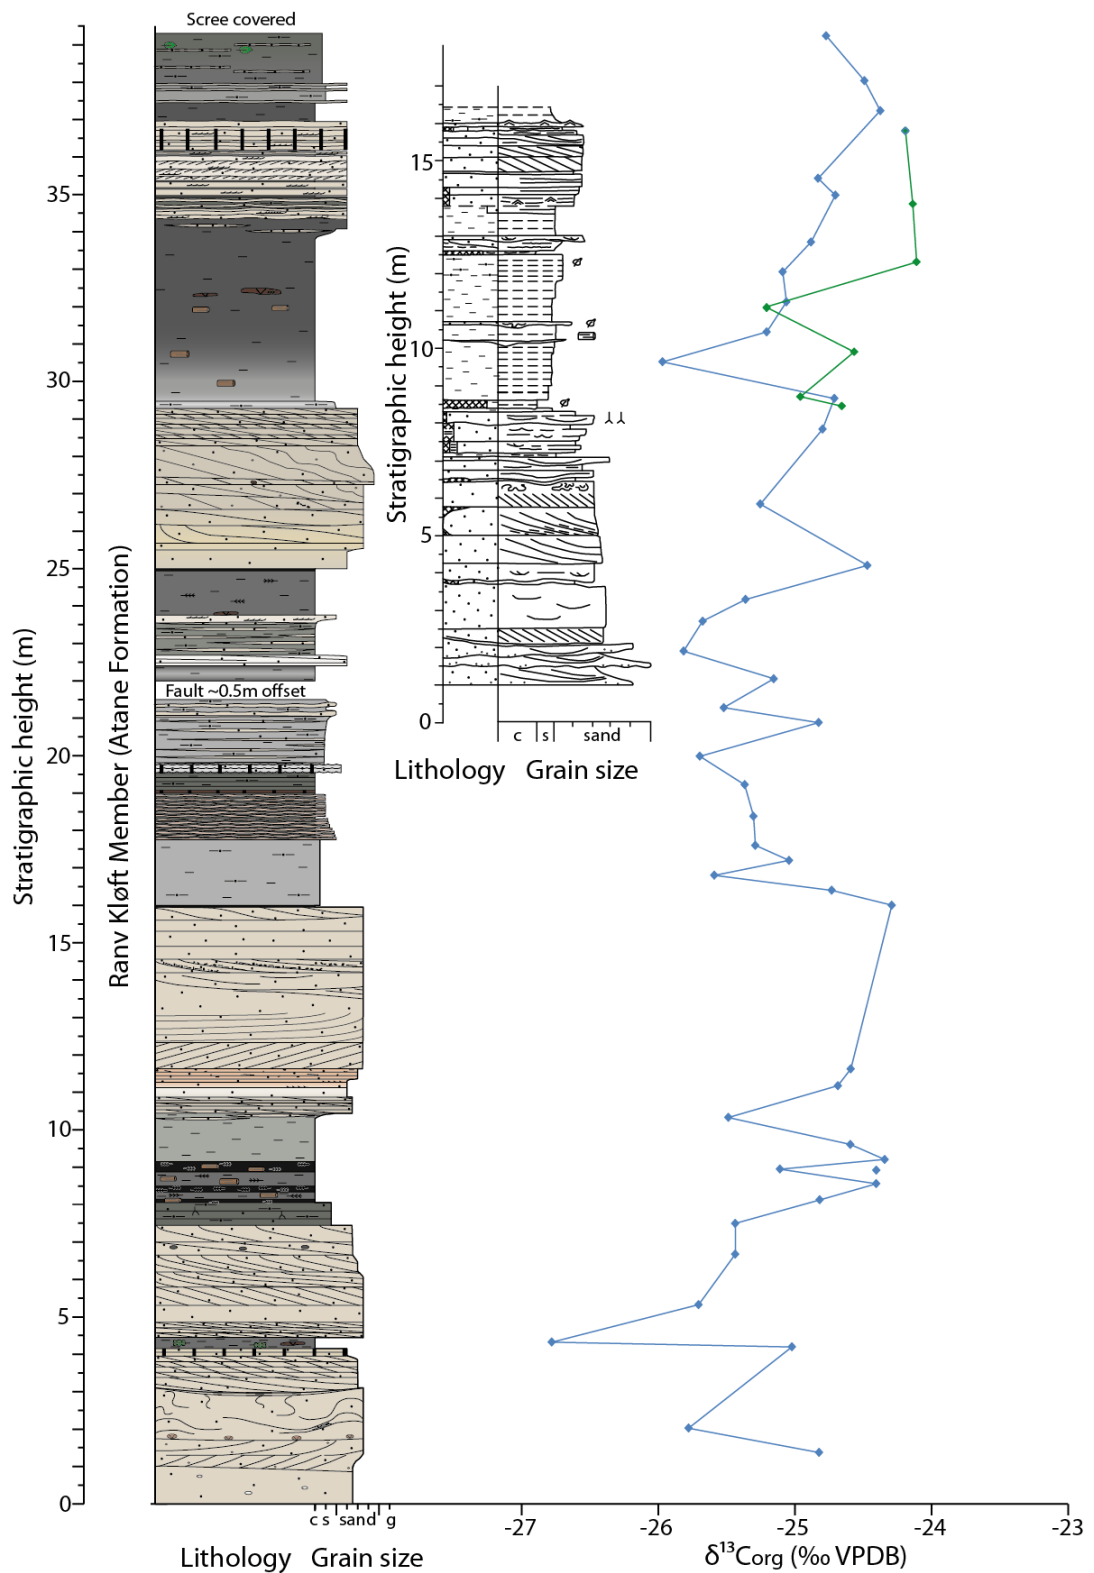 Scree covered
35
30
25
20
15
10
5
0
Stratigraphic height (m)
Ranv Kløft Member (Atane Formation)
Fault ~0.5m offset
c s sand g
Lithology Grain size
15
10
5
0
Stratigraphic height (m)
c s sand
Lithology Grain size
-27 -26 -25 -24 -23
δ¹³Corg (‰ VPDB)